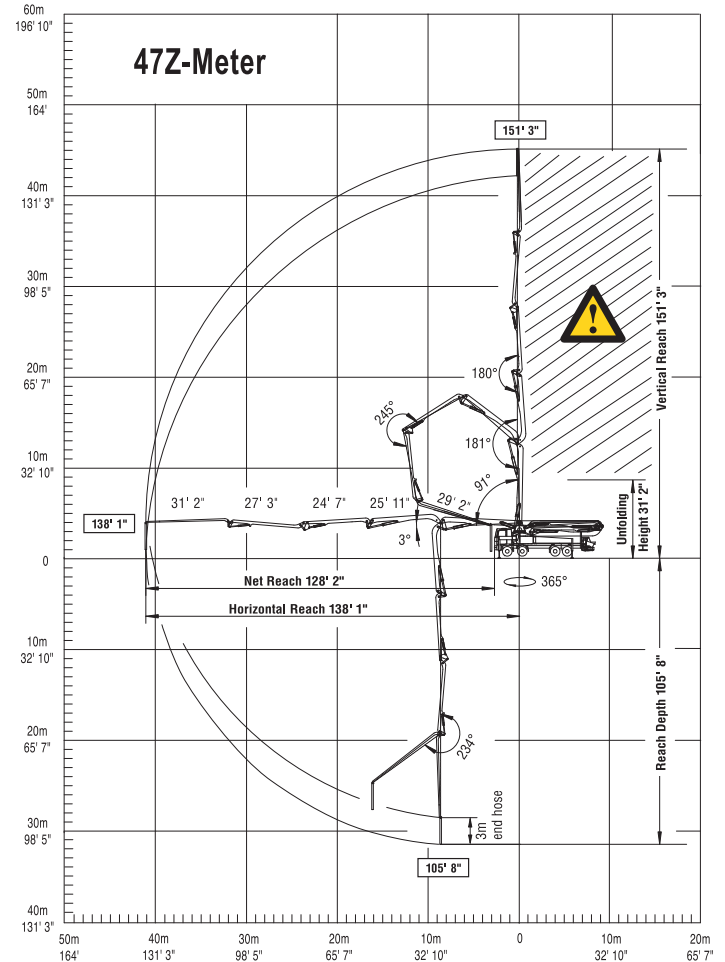 60m
196' 10"
47Z-Meter
50m
164'
151' 3"
40m
131' 3"
30m
98' 5"
Vertical Reach 151' 3"
20m
65' 7"
180°
245°
181°
10m
32' 10"
91°
31' 2" 27' 3" 24' 7" 25' 11" 29' 2"
Unfolding
Height 31' 2"
138' 1"
3°
0
Net Reach 128' 2"
365°
Horizontal Reach 138' 1"
10m
32' 10"
Reach Depth 105' 8"
20m
65' 7"
234°
3m
end hose
30m
98' 5"
105' 8"
40m
131' 3"
50m 40m 30m 20m 10m 0 10m 20m
164' 131' 3" 98' 5" 65' 7" 32' 10" 32' 10" 65' 7"